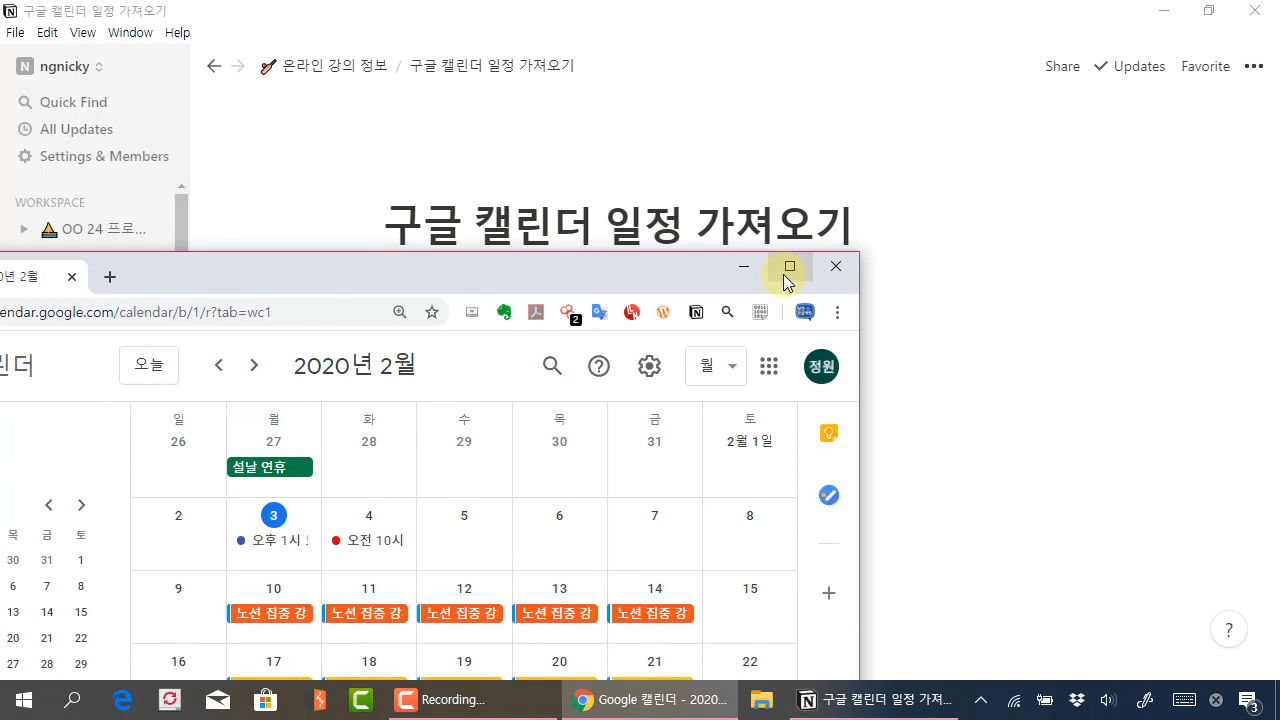 구글 캘린더 일정 가져오기
File Edit View Window Help
N ngnicky
온라인 강의 정보 / 구글 캘린더 일정 가져오기
Share Updates Favorite •••
Quick Find
All Updates
Settings & Members
WORKSPACE
OO 24 프로...
구글 캘린더 일정 가져오기
0년 2월
endar.google.com/calendar/b/1/r?tab=wc1
2
린더 오늘 2020년 2월 월 정원
일 월 화 수 목 금 토
26 27 28 29 30 31 2월 1일
설날 연휴
2 3 4 5 6 7 8
오후 1시 오전 10시
목 금 토
30 31 1
6 7 8
13 14 15
20 21 22
27 28 29
9 10 11 12 13 14 15
노션 집중 강 노션 집중 강 노션 집중 강 노션 집중 강 노션 집중 강
16 17 18 19 20 21 22
?
Recording... Google 캘린더 - 2020... 구글 캘린더 일정 가져... 3